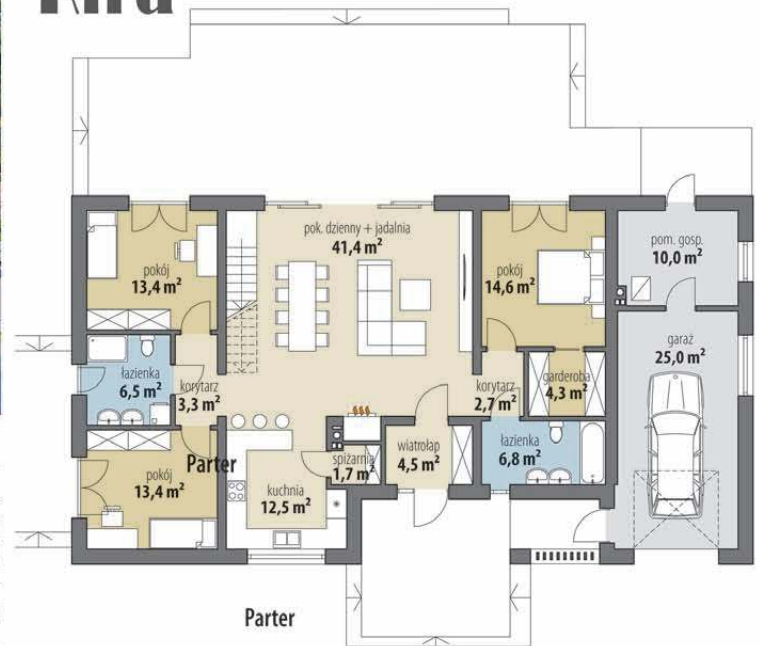 pokój
13,4 m²
pok. dzienny + jadalnia
41,4 m²
pokój
14,6 m²
pom. gosp.
10,0 m²
łazienka
6,5 m²
korytarz
3,3 m²
korytarz
2,7 m²
garderoba
4,3 m²
garaż
25,0 m²
pokój
13,4 m²
Parter
kuchnia
12,5 m²
spiżarnia
1,7 m²
wiatrołap
4,5 m²
łazienka
6,8 m²
Parter